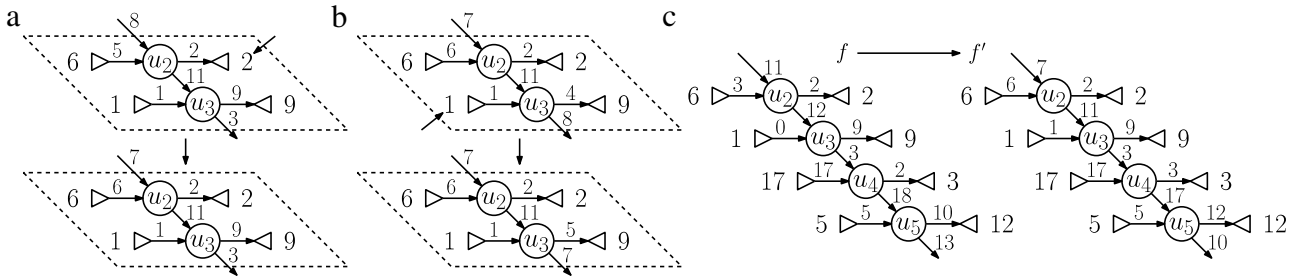 a
8
6 5 u₂ 2 2
11
1 1 u₃ 9 9
3
7
6 6 u₂ 2 2
11
1 1 u₃ 9 9
3
b
7
6 6 u₂ 2 2
11
1 1 u₃ 4 9
8
7
6 6 u₂ 2 2
11
1 1 u₃ 5 9
7
c
f f′
11
6 3 u₂ 2 2
12
1 0 u₃ 9 9
3
17 17 u₄ 2 3
18
5 5 u₅ 10 12
13
7
6 6 u₂ 2 2
11
1 1 u₃ 9 9
3
17 17 u₄ 3 3
17
5 5 u₅ 12 12
10